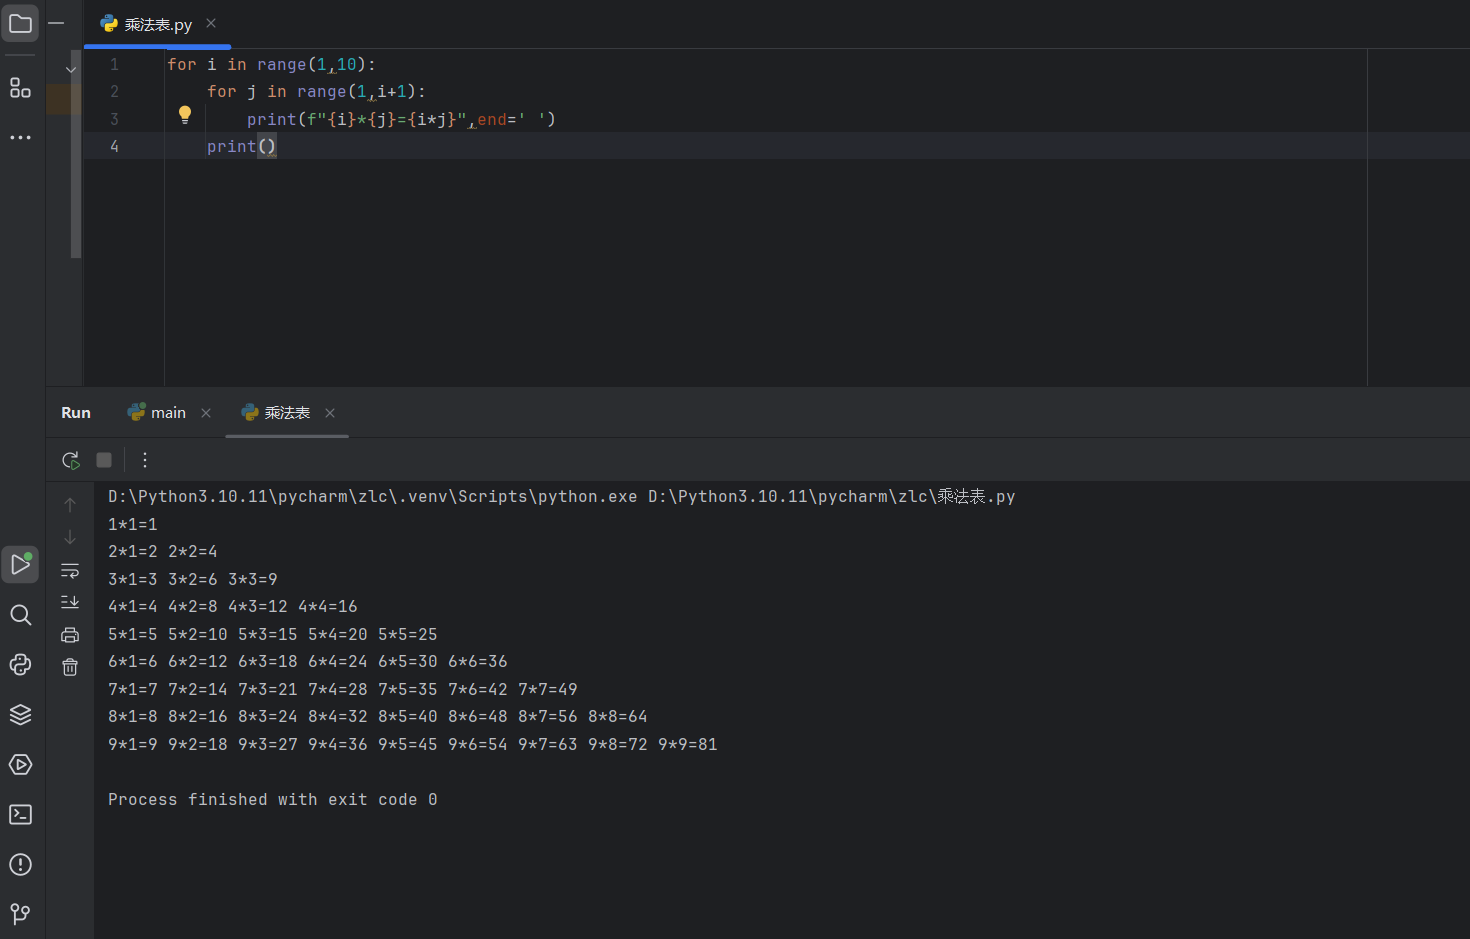 乘法表.py
1 for i in range(1,10):
2     for j in range(1,i+1):
3         print(f"{i}*{j}={i*j}",end=' ')
4     print()
Run main 乘法表
D:\Python3.10.11\pycharm\zlc\.venv\Scripts\python.exe D:\Python3.10.11\pycharm\zlc\乘法表.py
1*1=1
2*1=2 2*2=4
3*1=3 3*2=6 3*3=9
4*1=4 4*2=8 4*3=12 4*4=16
5*1=5 5*2=10 5*3=15 5*4=20 5*5=25
6*1=6 6*2=12 6*3=18 6*4=24 6*5=30 6*6=36
7*1=7 7*2=14 7*3=21 7*4=28 7*5=35 7*6=42 7*7=49
8*1=8 8*2=16 8*3=24 8*4=32 8*5=40 8*6=48 8*7=56 8*8=64
9*1=9 9*2=18 9*3=27 9*4=36 9*5=45 9*6=54 9*7=63 9*8=72 9*9=81
Process finished with exit code 0